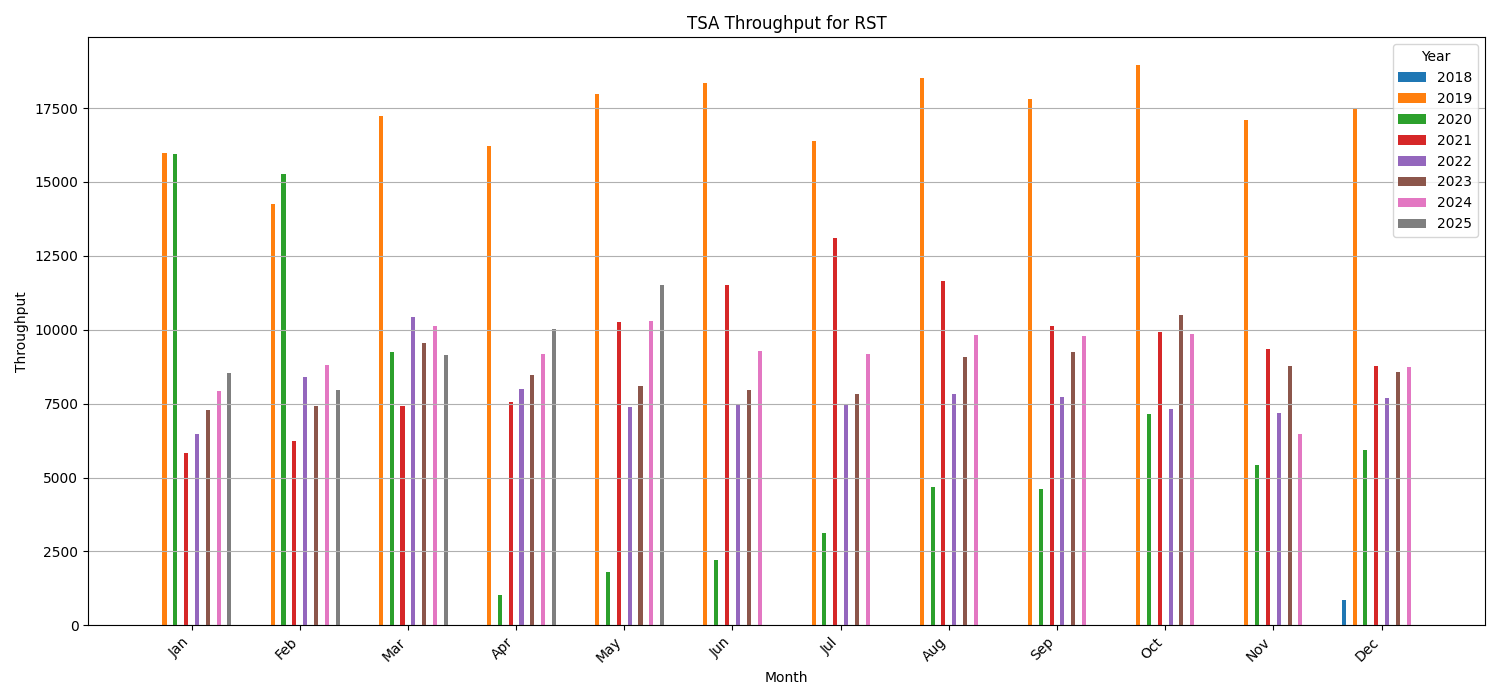 TSA Throughput for RST
Year
2018
2019
2020
2021
2022
2023
2024
2025
17500
15000
12500
10000
7500
5000
2500
0
Throughput
Jan
Feb
Mar
Apr
May
Jun
Jul
Aug
Sep
Oct
Nov
Dec
Month